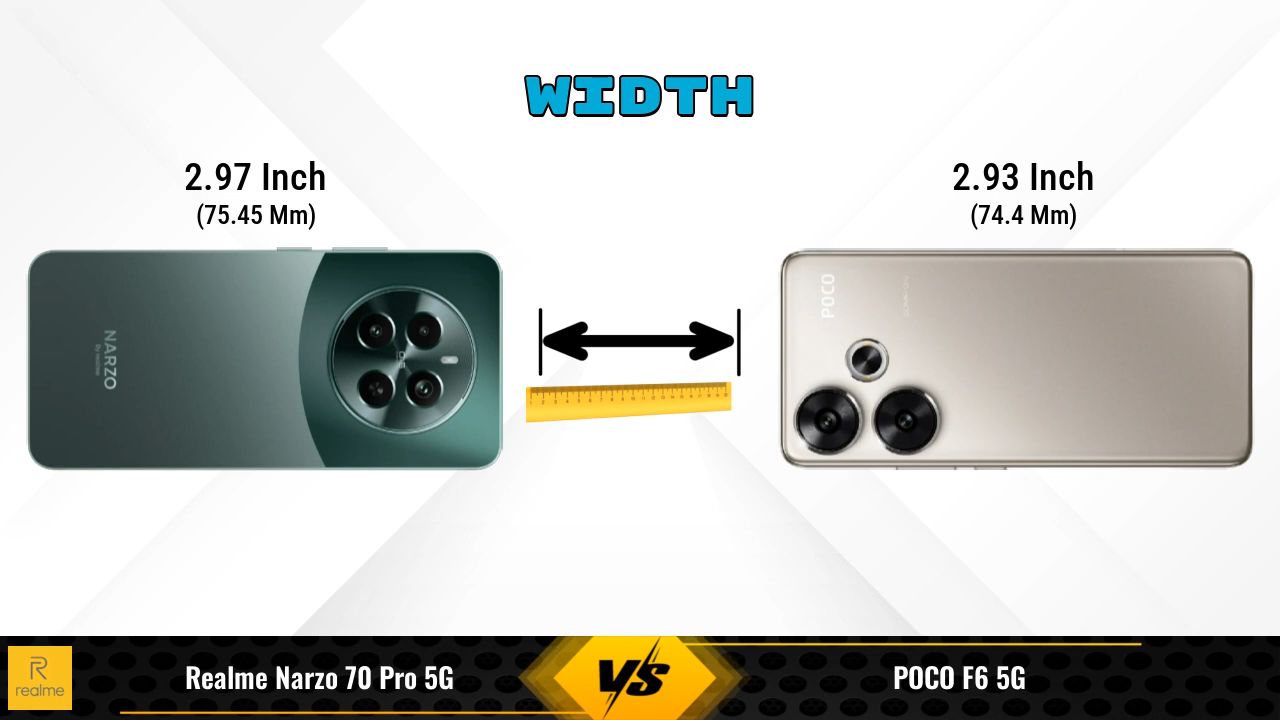 WIDTH
2.97 Inch
(75.45 Mm)
2.93 Inch
(74.4 Mm)
NARZO
POCO
realme
Realme Narzo 70 Pro 5G
VS
POCO F6 5G